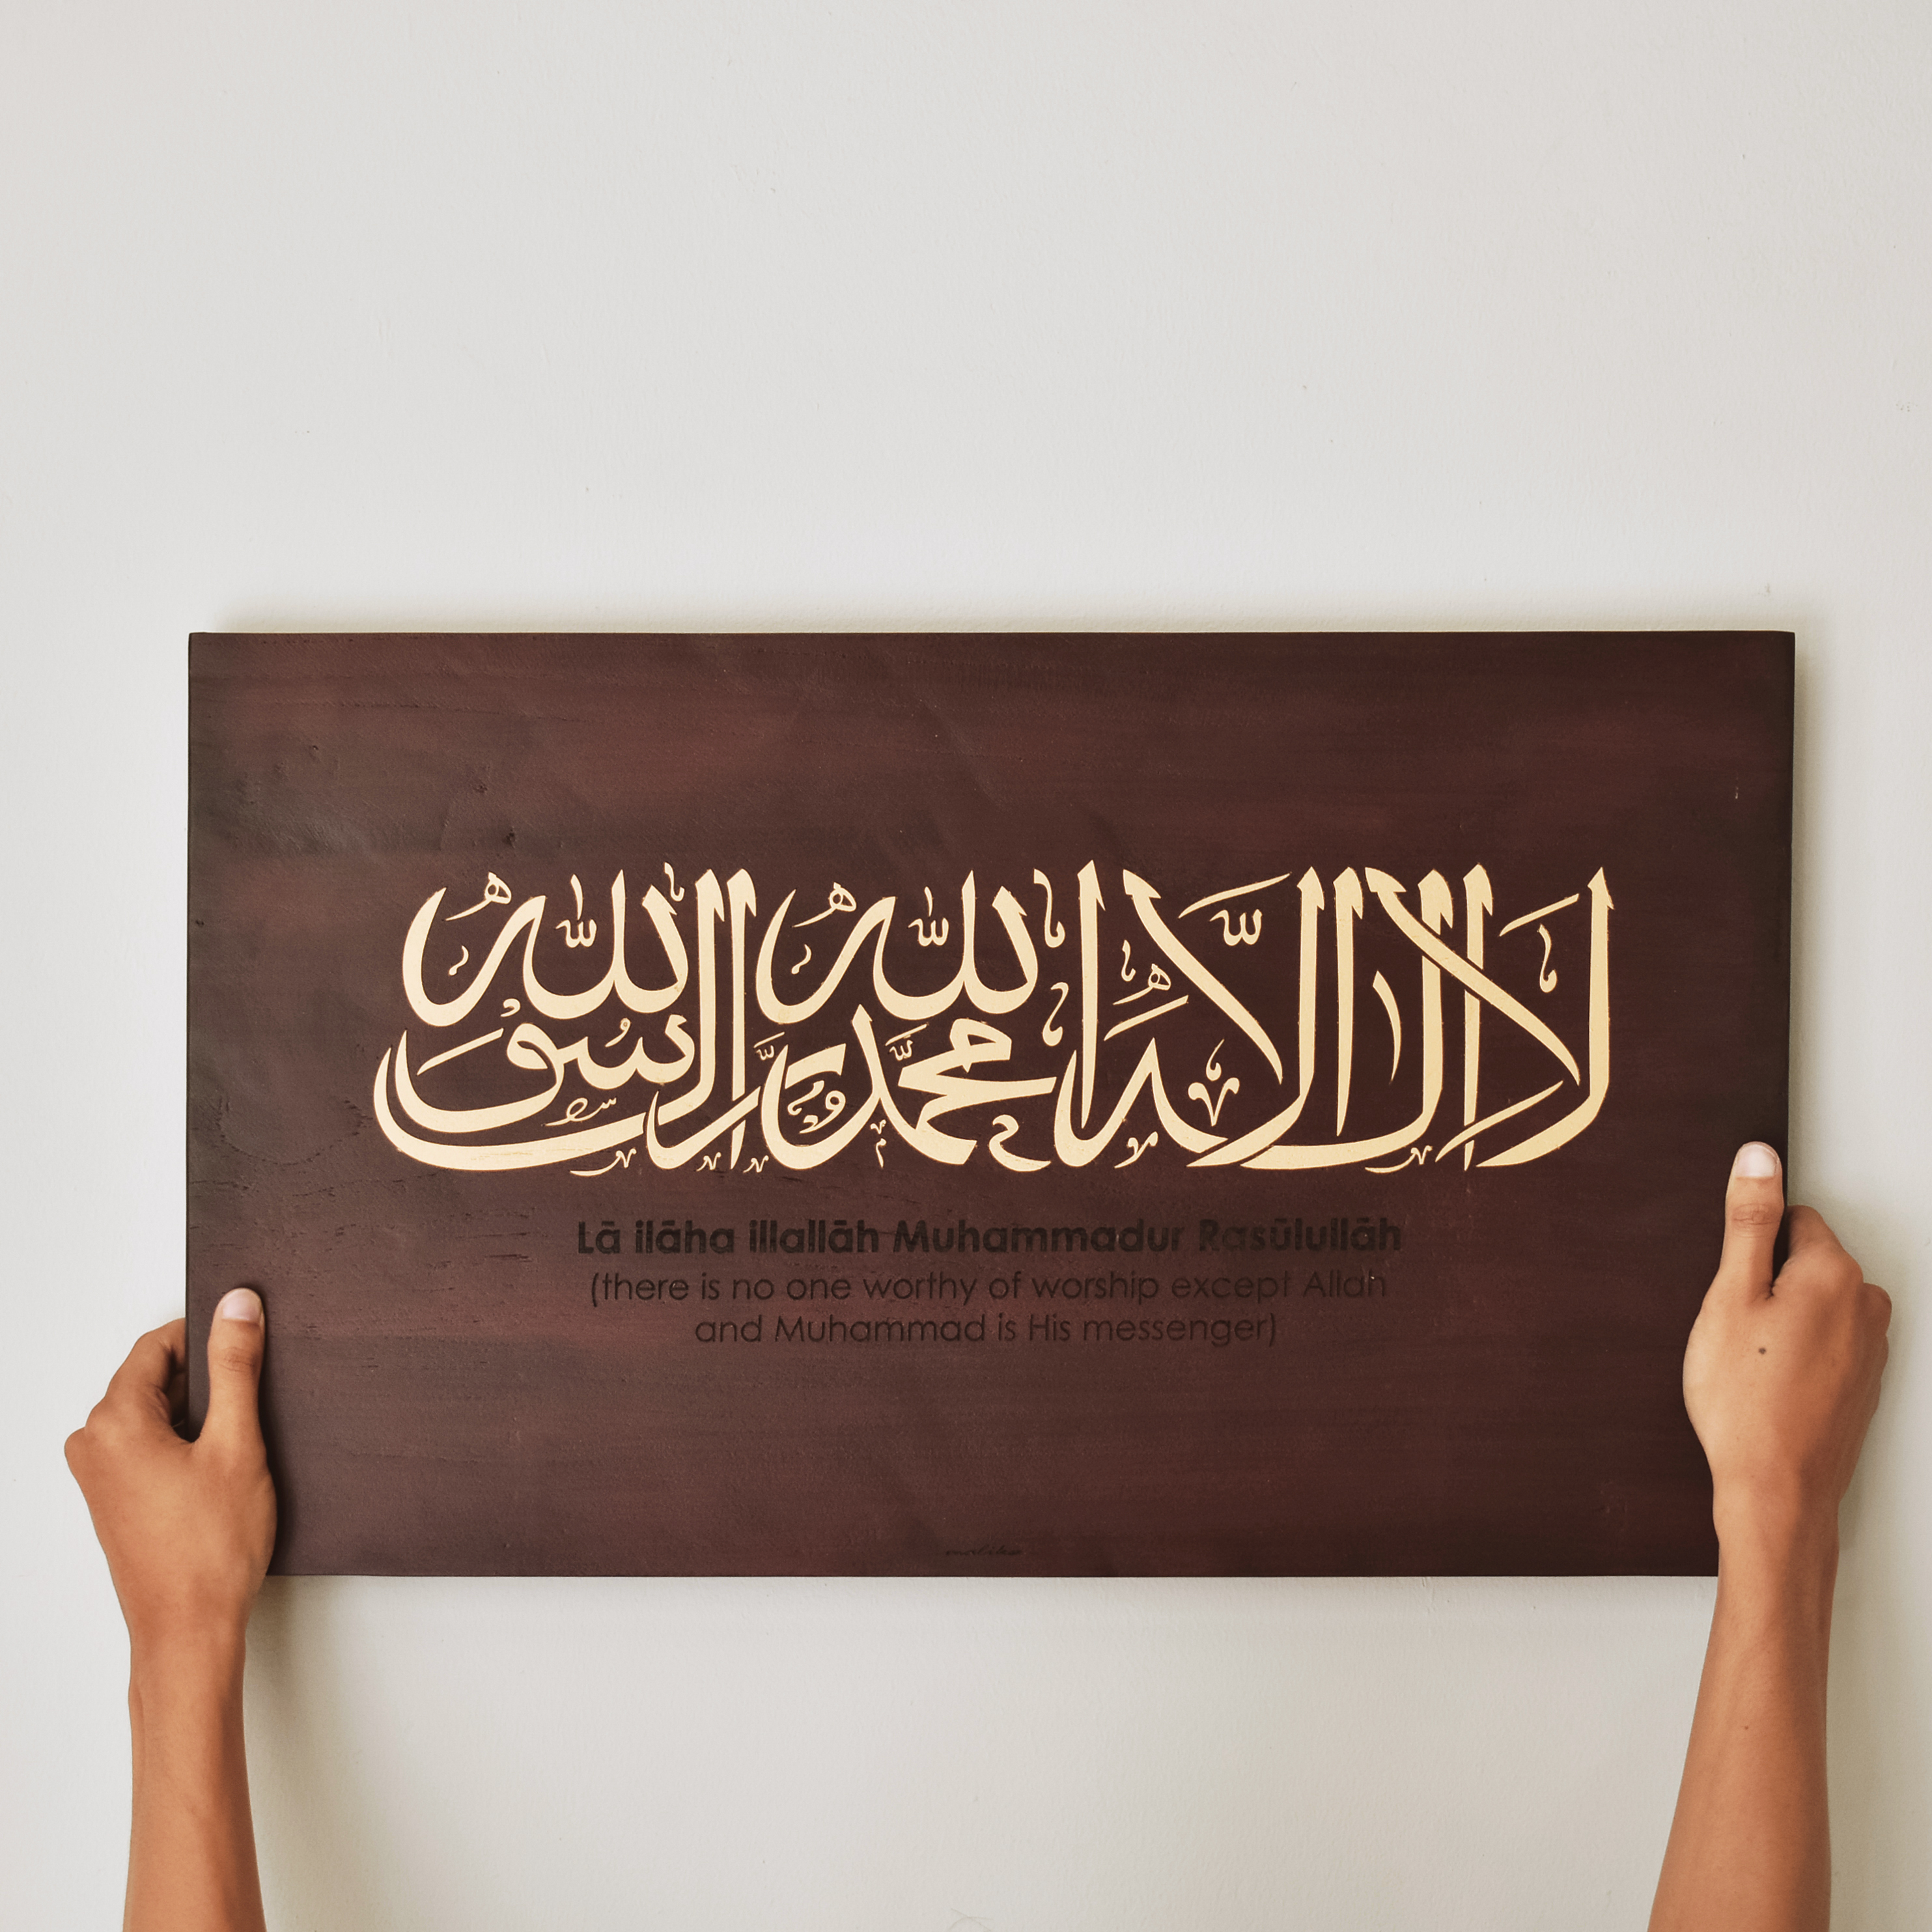 لا إله إلا الله محمد رسول الله
Lā ilāha illallāh Muhammadur Rasūlullāh
(there is no one worthy of worship except Allah
and Muhammad is His messenger)